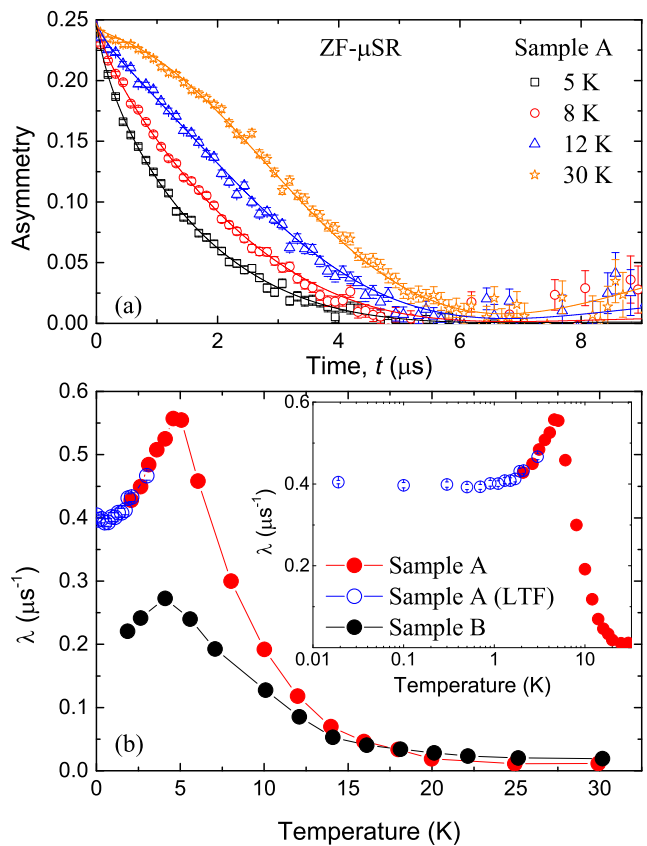 0.25
ZF-μSR
Sample A
0.20
5 K
8 K
0.15
12 K
30 K
0.10
Asymmetry
0.05
(a)
0.00
0 2 4 6 8
Time, t (μs)
0.6
0.6
0.5
0.4
0.4
λ (μs⁻¹)
0.3
0.2
Sample A
Sample A (LTF)
0.2
Sample B
λ (μs⁻¹)
0.01 0.1 1 10
0.1
Temperature (K)
(b)
0.0
0 5 10 15 20 25 30
Temperature (K)